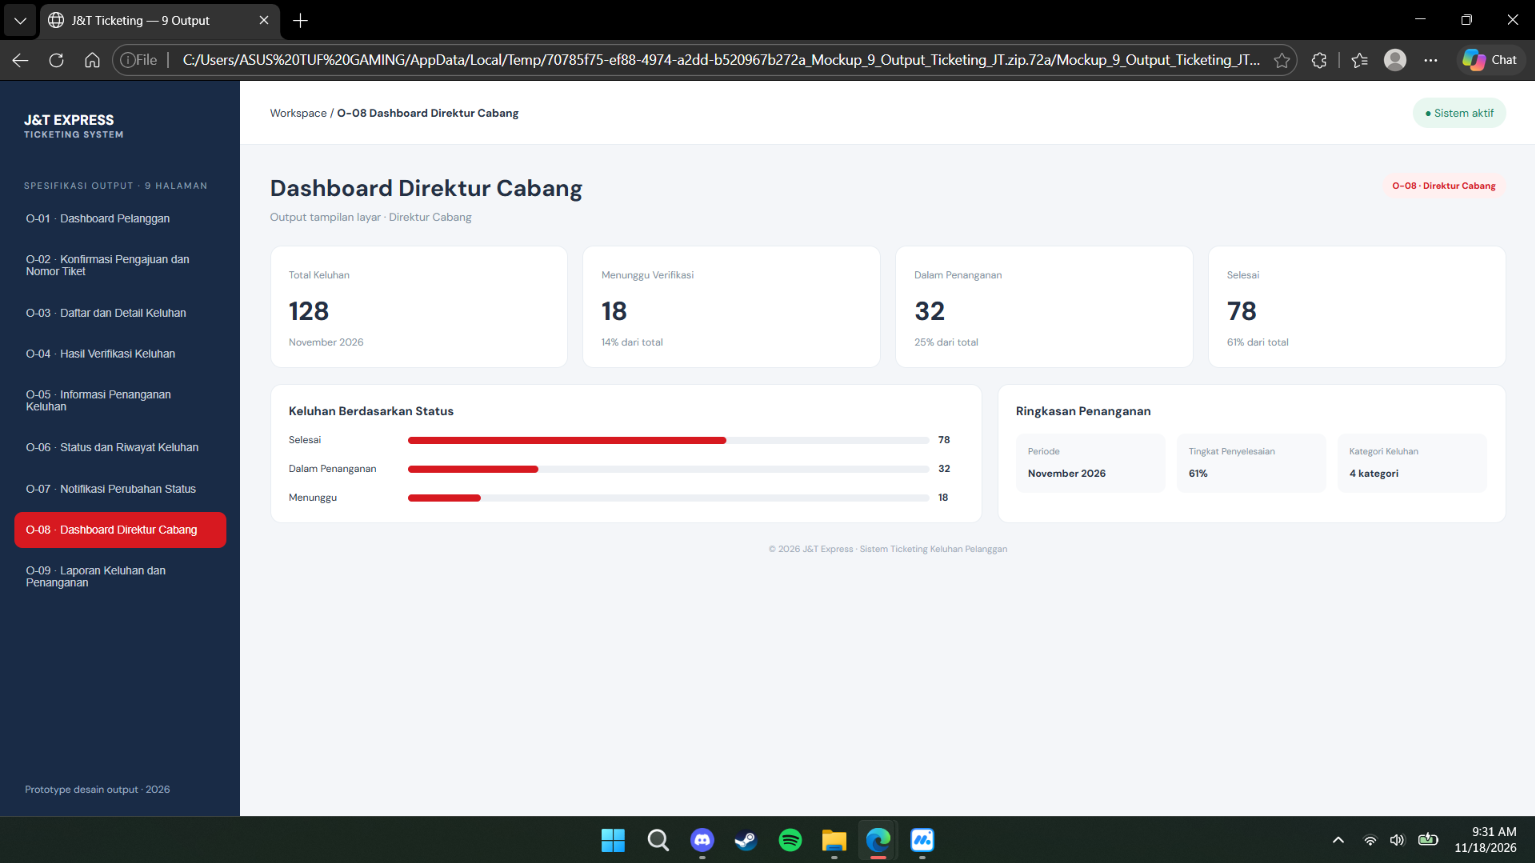 J&T Ticketing — 9 Output
File
C:/Users/ASUS%20TUF%20GAMING/AppData/Local/Temp/70785f75-ef88-4974-a2dd-b520967b272a_Mockup_9_Output_Ticketing_JT.zip.72a/Mockup_9_Output_Ticketing_JT...
Chat
J&T EXPRESS
TICKETING SYSTEM
SPESIFIKASI OUTPUT · 9 HALAMAN
O-01 · Dashboard Pelanggan
O-02 · Konfirmasi Pengajuan dan
Nomor Tiket
O-03 · Daftar dan Detail Keluhan
O-04 · Hasil Verifikasi Keluhan
O-05 · Informasi Penanganan
Keluhan
O-06 · Status dan Riwayat Keluhan
O-07 · Notifikasi Perubahan Status
O-08 · Dashboard Direktur Cabang
O-09 · Laporan Keluhan dan
Penanganan
Prototype desain output · 2026
Workspace / O-08 Dashboard Direktur Cabang
● Sistem aktif
Dashboard Direktur Cabang
O-08 · Direktur Cabang
Output tampilan layar · Direktur Cabang
Total Keluhan
128
November 2026
Menunggu Verifikasi
18
14% dari total
Dalam Penanganan
32
25% dari total
Selesai
78
61% dari total
Keluhan Berdasarkan Status
Selesai 78
Dalam Penanganan 32
Menunggu 18
Ringkasan Penanganan
Periode
November 2026
Tingkat Penyelesaian
61%
Kategori Keluhan
4 kategori
© 2026 J&T Express · Sistem Ticketing Keluhan Pelanggan
9:31 AM
11/18/2026